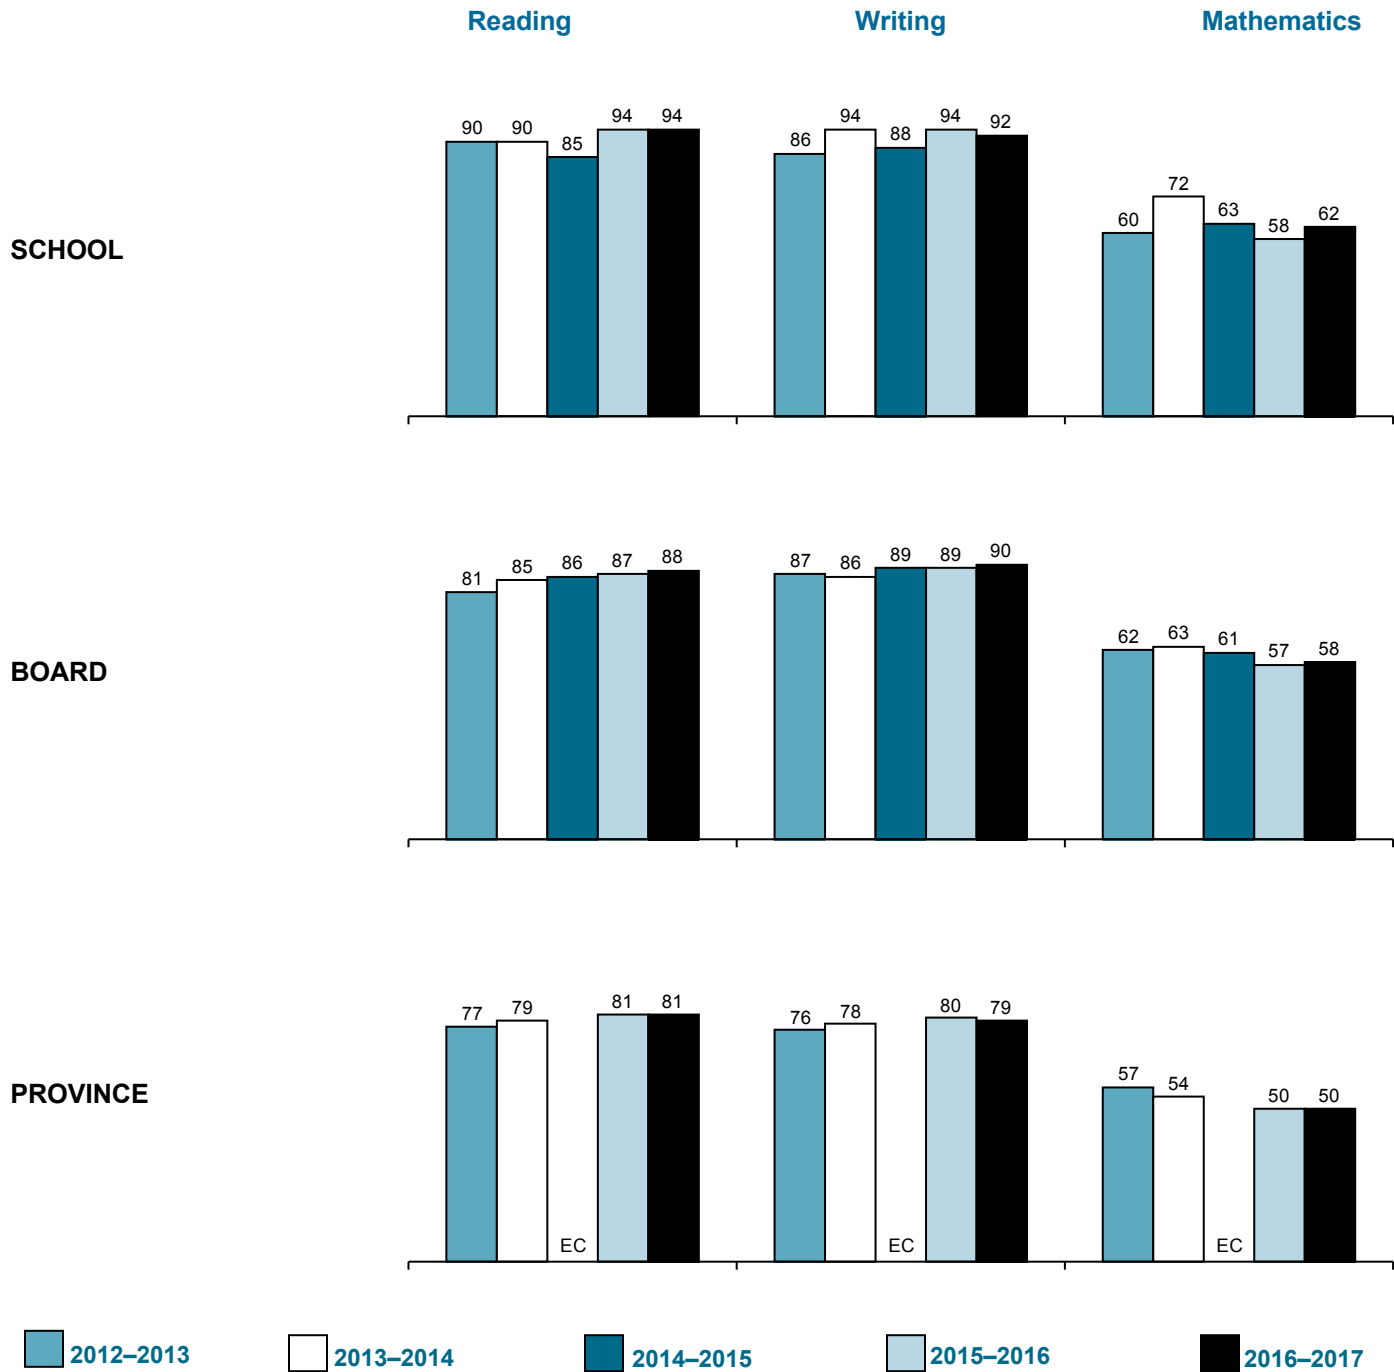 Reading Writing Mathematics
90 90 85 94 94 86 94 88 94 92 60 72 63 58 62
SCHOOL
81 85 86 87 88 87 86 89 89 90 62 63 61 57 58
BOARD
77 79 EC 81 81 76 78 EC 80 79 57 54 EC 50 50
PROVINCE
2012–2013 2013–2014 2014–2015 2015–2016 2016–2017